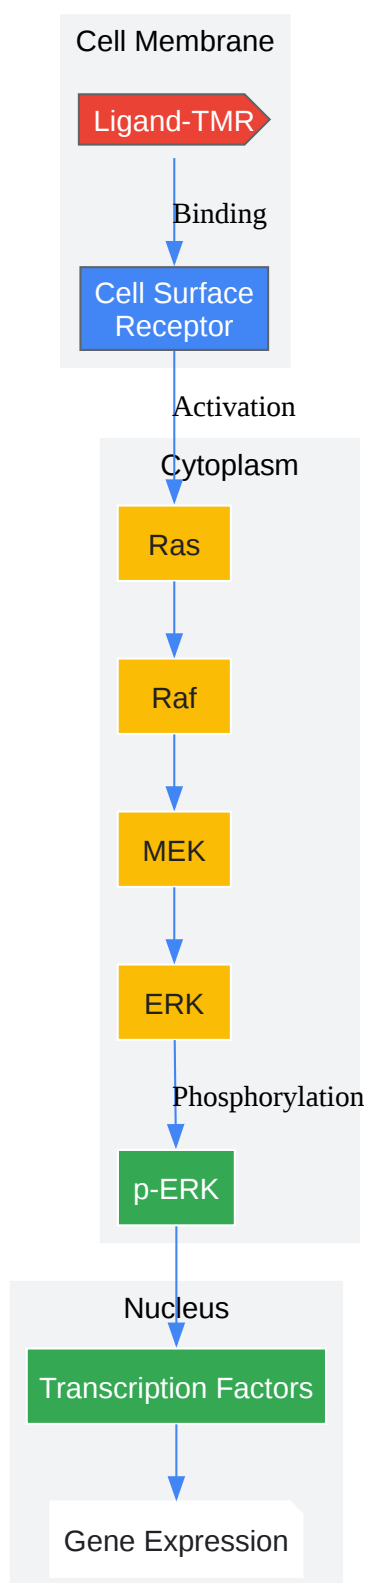 Cell Membrane
Ligand-TMR
Binding
Cell Surface
Receptor
Activation
Cytoplasm
Ras
Raf
MEK
ERK
Phosphorylation
p-ERK
Nucleus
Transcription Factors
Gene Expression